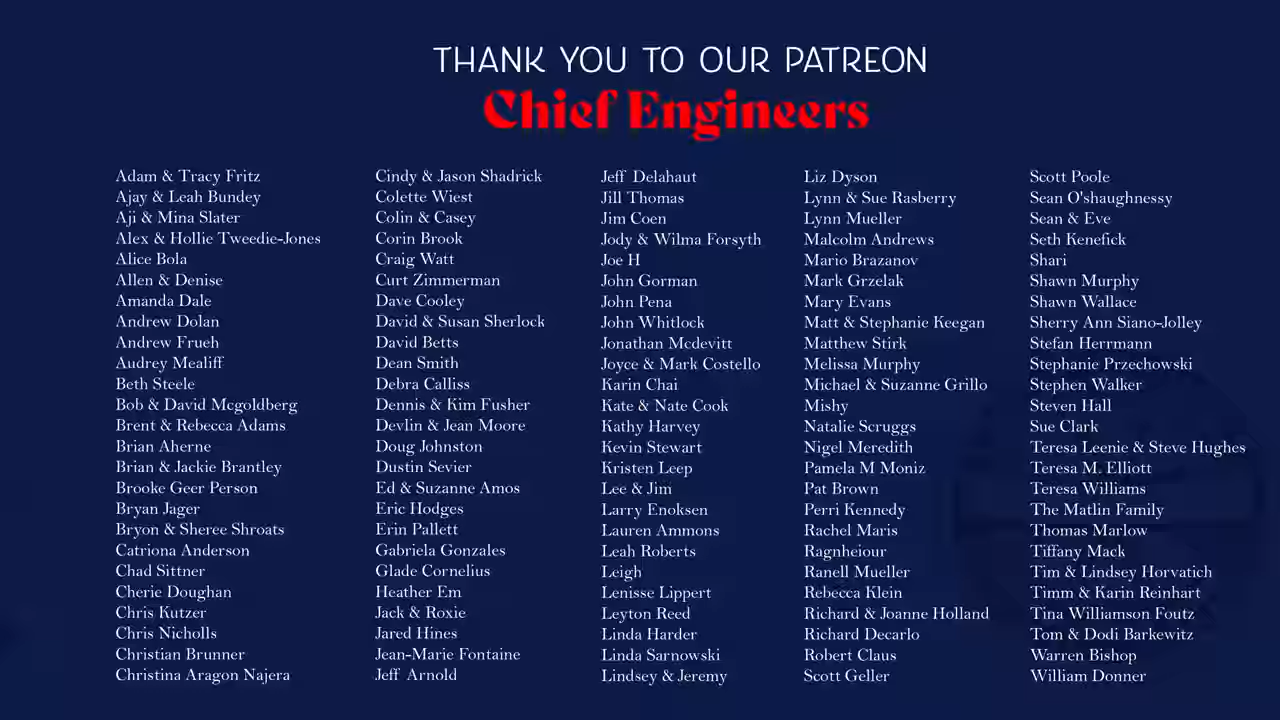 THANK YOU TO OUR PATREON
Chief Engineers
Adam & Tracy Fritz
Ajay & Leah Bundey
Aji & Mina Slater
Alex & Hollie Tweedie-Jones
Alice Bola
Allen & Denise
Amanda Dale
Andrew Dolan
Andrew Frueh
Audrey Mealiff
Beth Steele
Bob & David Mcgoldberg
Brent & Rebecca Adams
Brian Aherne
Brian & Jackie Brantley
Brooke Geer Person
Bryan Jager
Bryon & Sheree Shroats
Catriona Anderson
Chad Sittner
Cherie Doughan
Chris Kutzer
Chris Nicholls
Christian Brunner
Christina Aragon Najera
Cindy & Jason Shadrick
Colette Wiest
Colin & Casey
Corin Brook
Craig Watt
Curt Zimmerman
Dave Cooley
David & Susan Sherlock
David Betts
Dean Smith
Debra Calliss
Dennis & Kim Fusher
Devlin & Jean Moore
Doug Johnston
Dustin Sevier
Ed & Suzanne Amos
Eric Hodges
Erin Pallett
Gabriela Gonzales
Glade Cornelius
Heather Em
Jack & Roxie
Jared Hines
Jean-Marie Fontaine
Jeff Arnold
Jeff Delahaut
Jill Thomas
Jim Coen
Jody & Wilma Forsyth
Joe H
John Gorman
John Pena
John Whitlock
Jonathan Mcdevitt
Joyce & Mark Costello
Karin Chai
Kate & Nate Cook
Kathy Harvey
Kevin Stewart
Kristen Leep
Lee & Jim
Larry Enoksen
Lauren Ammons
Leah Roberts
Leigh
Lenisse Lippert
Leyton Reed
Linda Harder
Linda Sarnowski
Lindsey & Jeremy
Liz Dyson
Lynn & Sue Rasberry
Lynn Mueller
Malcolm Andrews
Mario Brazanov
Mark Grzelak
Mary Evans
Matt & Stephanie Keegan
Matthew Stirk
Melissa Murphy
Michael & Suzanne Grillo
Mishy
Natalie Scruggs
Nigel Meredith
Pamela M Moniz
Pat Brown
Perri Kennedy
Rachel Maris
Ragnheiour
Ranell Mueller
Rebecca Klein
Richard & Joanne Holland
Richard Decarlo
Robert Claus
Scott Geller
Scott Poole
Sean O'shaughnessy
Sean & Eve
Seth Kenefick
Shari
Shawn Murphy
Shawn Wallace
Sherry Ann Siano-Jolley
Stefan Herrmann
Stephanie Przechowski
Stephen Walker
Steven Hall
Sue Clark
Teresa Leenie & Steve Hughes
Teresa M. Elliott
Teresa Williams
The Matlin Family
Thomas Marlow
Tiffany Mack
Tim & Lindsey Horvatich
Timm & Karin Reinhart
Tina Williamson Foutz
Tom & Dodi Barkewitz
Warren Bishop
William Donner